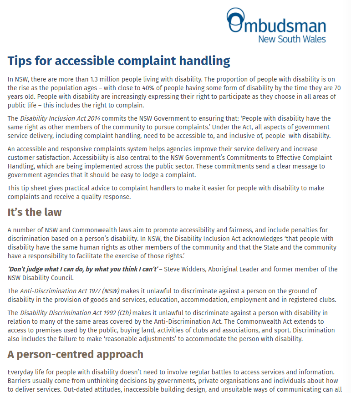 Ombudsman
New South Wales
Tips for accessible complaint handling
In NSW, there are more than 1.3 million people living with disability. The proportion of people with disability is on
the rise as the population ages – with close to 40% of people having some form of disability by the time they are 70
years old. People with disability are increasingly expressing their right to participate as they choose in all areas of
public life – this includes the right to complain.
The Disability Inclusion Act 2014 commits the NSW Government to ensuring that: 'People with disability have the
same right as other members of the community to pursue complaints.' Under the Act, all aspects of government
service delivery, including complaint handling, need to be accessible to, and inclusive of, people with disability.
An accessible and responsive complaints system helps agencies improve their service delivery and increase
customer satisfaction. Accessibility is also central to the NSW Government's Commitments to Effective Complaint
Handling, which are being implemented across the public sector. These commitments send a clear message to
government agencies that it should be easy to lodge a complaint.
This tip sheet gives practical advice to complaint handlers to make it easier for people with disability to make
complaints and receive a quality response.
It's the law
A number of NSW and Commonwealth laws aim to promote accessibility and fairness, and include penalties for
discrimination based on a person's disability. In NSW, the Disability Inclusion Act acknowledges 'that people with
disability have the same human rights as other members of the community and that the State and the community
have a responsibility to facilitate the exercise of those rights.'
'Don't judge what I can do, by what you think I can't' – Steve Widders, Aboriginal Leader and former member of the
NSW Disability Council.
The Anti-Discrimination Act 1977 (NSW) makes it unlawful to discriminate against a person on the ground of
disability in the provision of goods and services, education, accommodation, employment and in registered clubs.
The Disability Discrimination Act 1992 (Cth) makes it unlawful to discriminate against a person with disability in
relation to many of the same areas covered by the Anti-Discrimination Act. The Commonwealth Act extends to
access to premises used by the public, buying land, activities of clubs and associations, and sport. Discrimination
also includes the failure to make 'reasonable adjustments' to accommodate the person with disability.
A person-centred approach
Everyday life for people with disability doesn't need to involve regular battles to access services and information.
Barriers usually come from unthinking decisions by governments, private organisations and individuals about how
to deliver services. Out-dated attitudes, inaccessible building design, and unsuitable ways of communicating can all